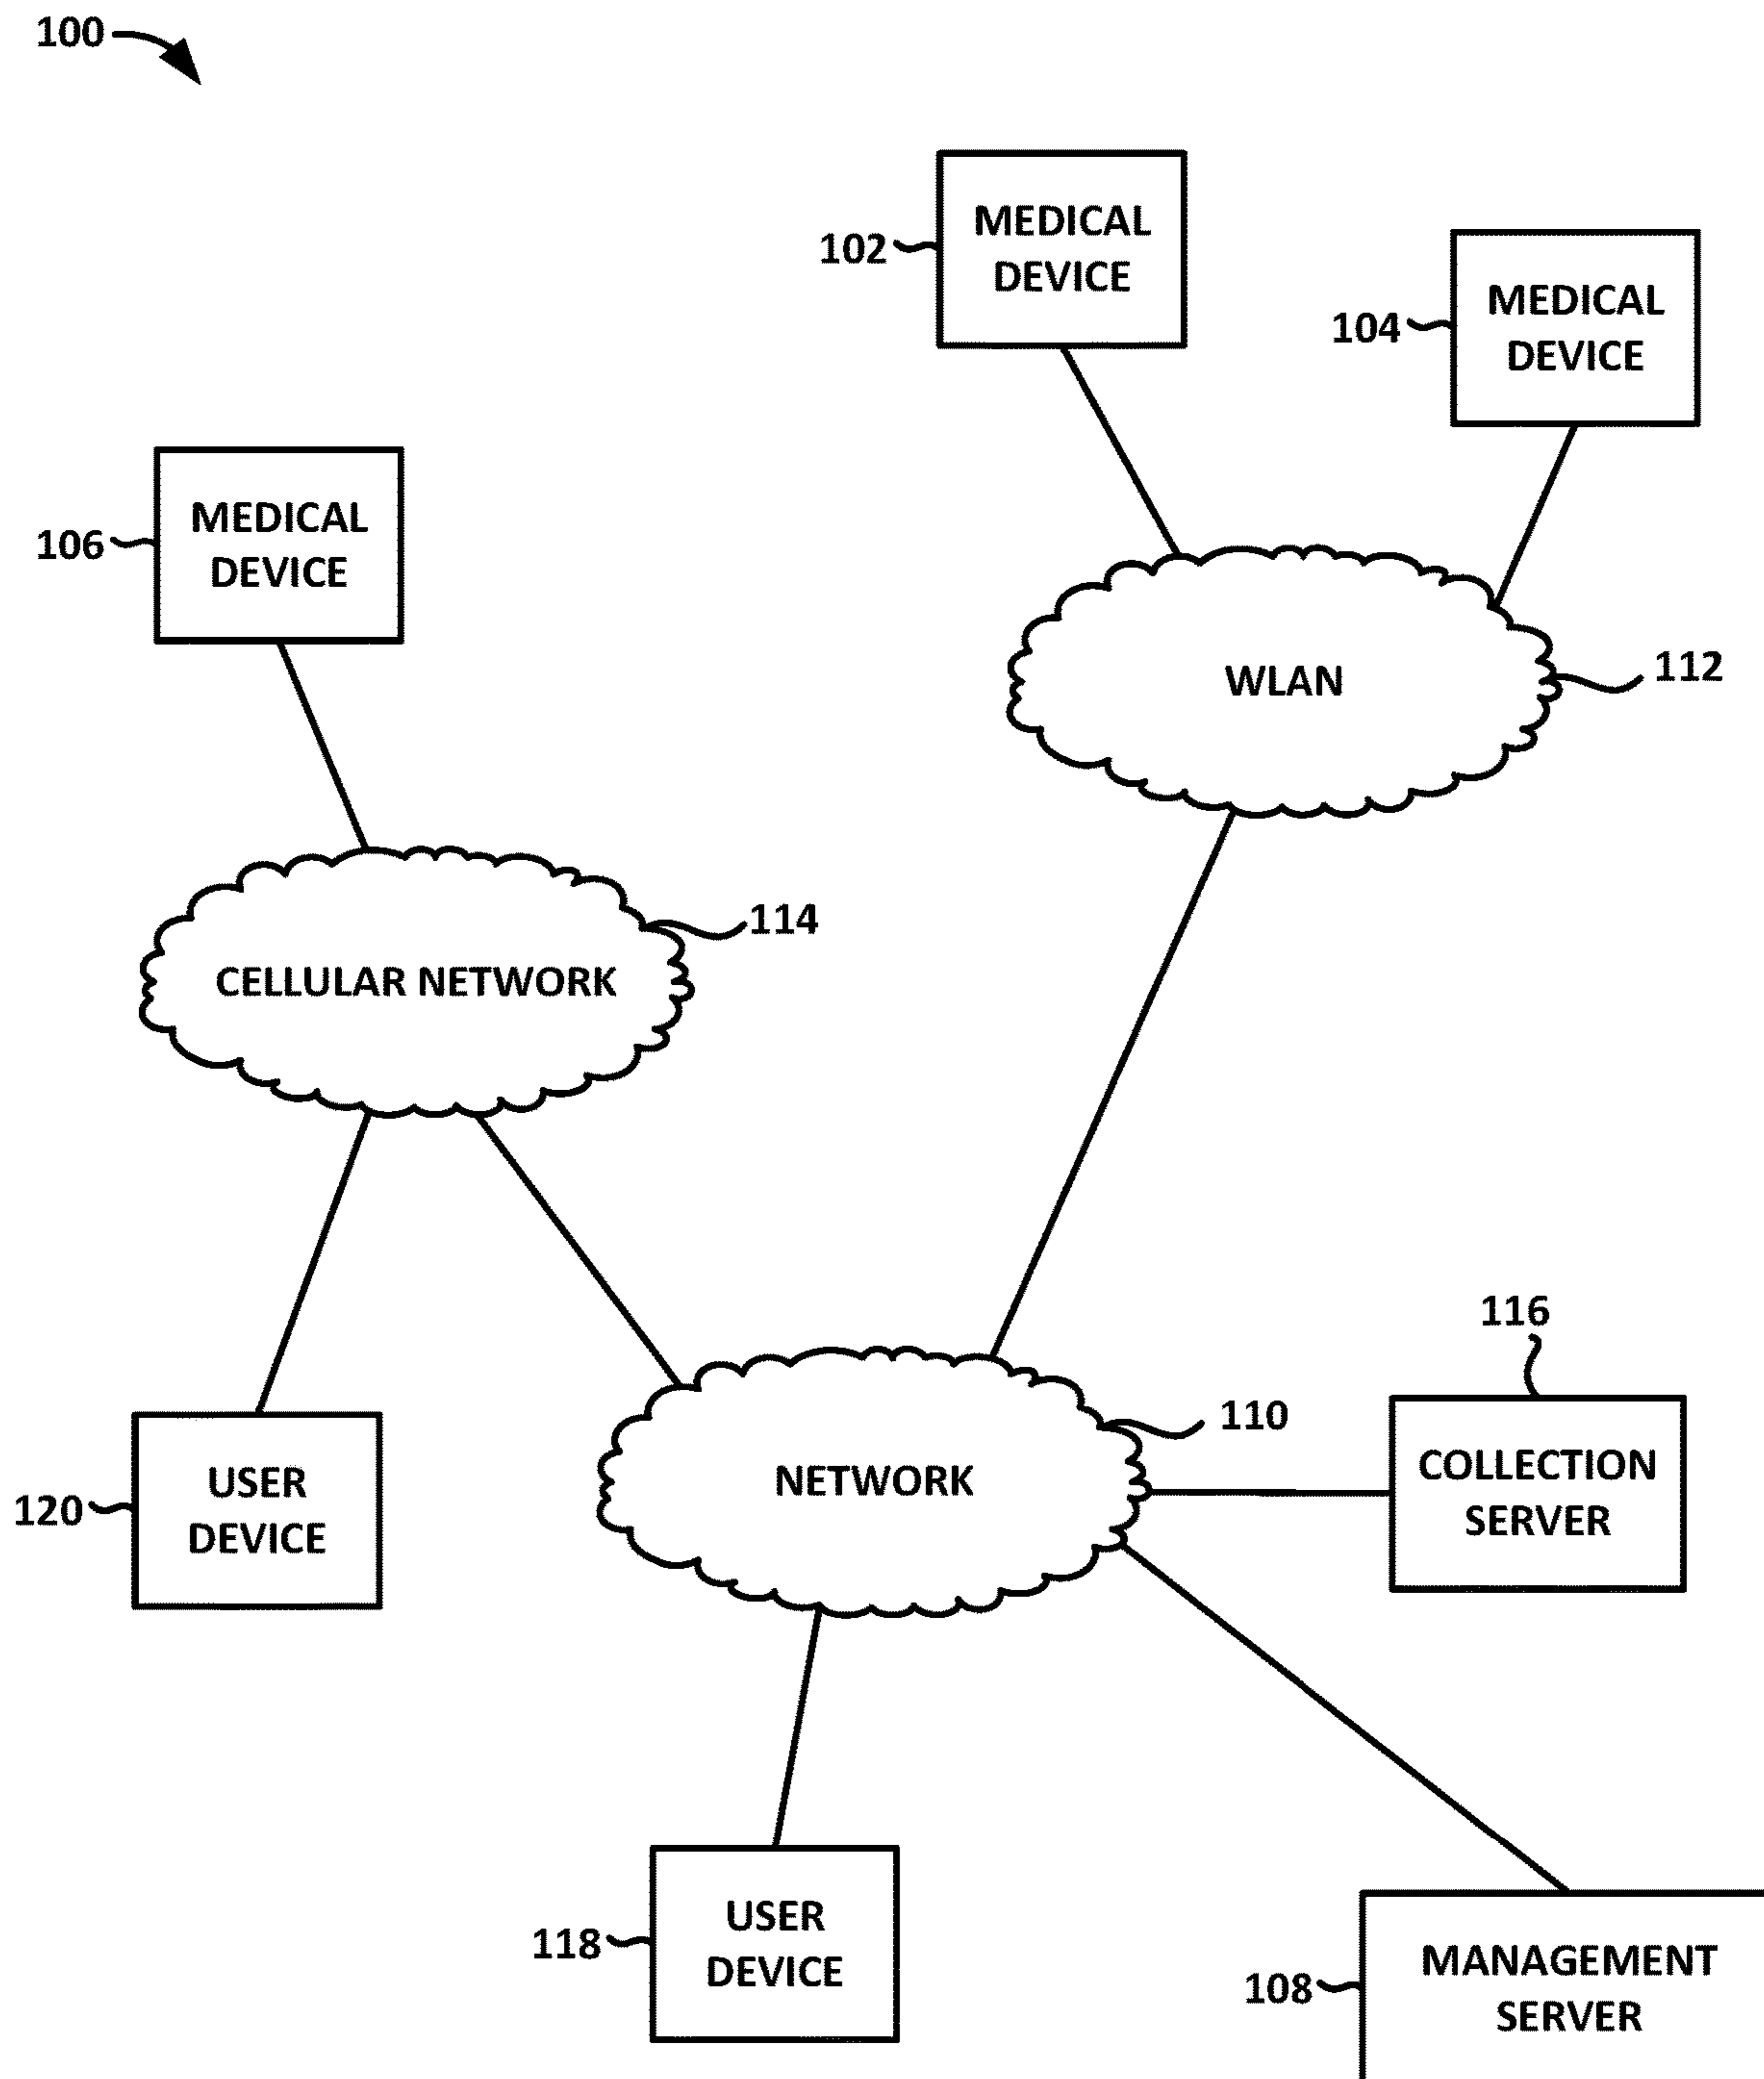 100
102
MEDICAL
DEVICE
104
MEDICAL
DEVICE
106
MEDICAL
DEVICE
WLAN
112
114
CELLULAR NETWORK
116
110
COLLECTION
SERVER
NETWORK
120
USER
DEVICE
118
USER
DEVICE
108
MANAGEMENT
SERVER